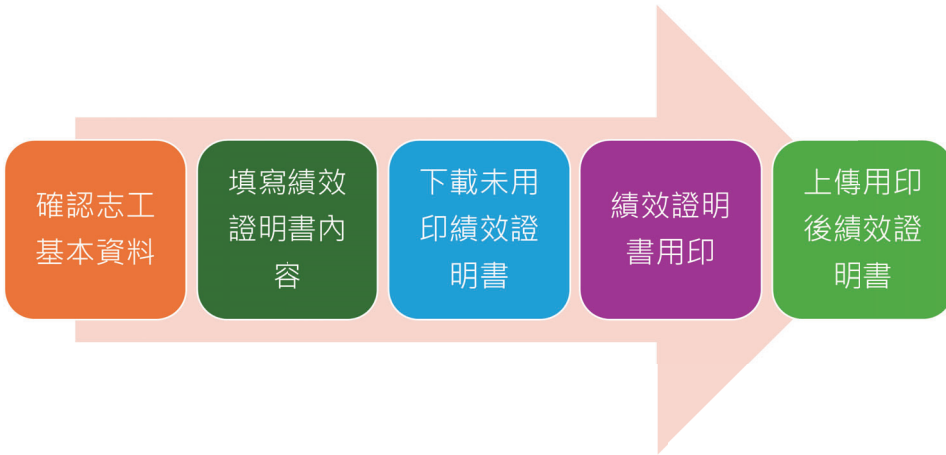 確認志工
基本資料
填寫績效
證明書內
容
下載未用
印績效證
明書
績效證明
書用印
上傳用印
後績效證
明書